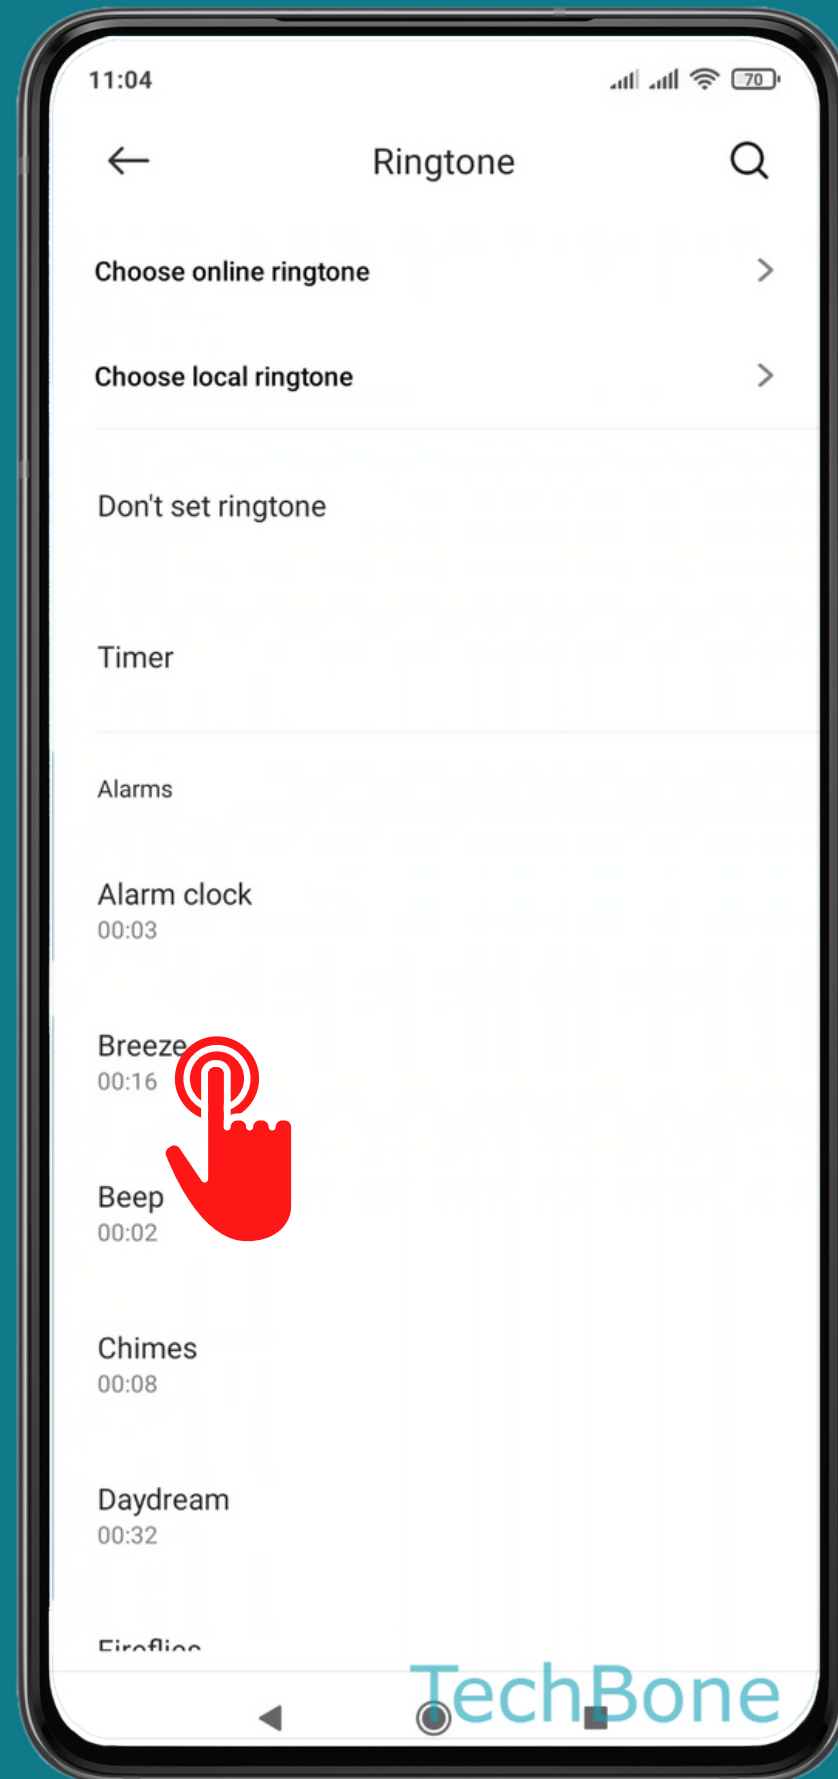 11:04
70
Ringtone
Choose online ringtone
Choose local ringtone
Don't set ringtone
Timer
Alarms
Alarm clock
00:03
Breeze
00:16
Beep
00:02
Chimes
00:08
Daydream
00:32
Fireflies
TechBone